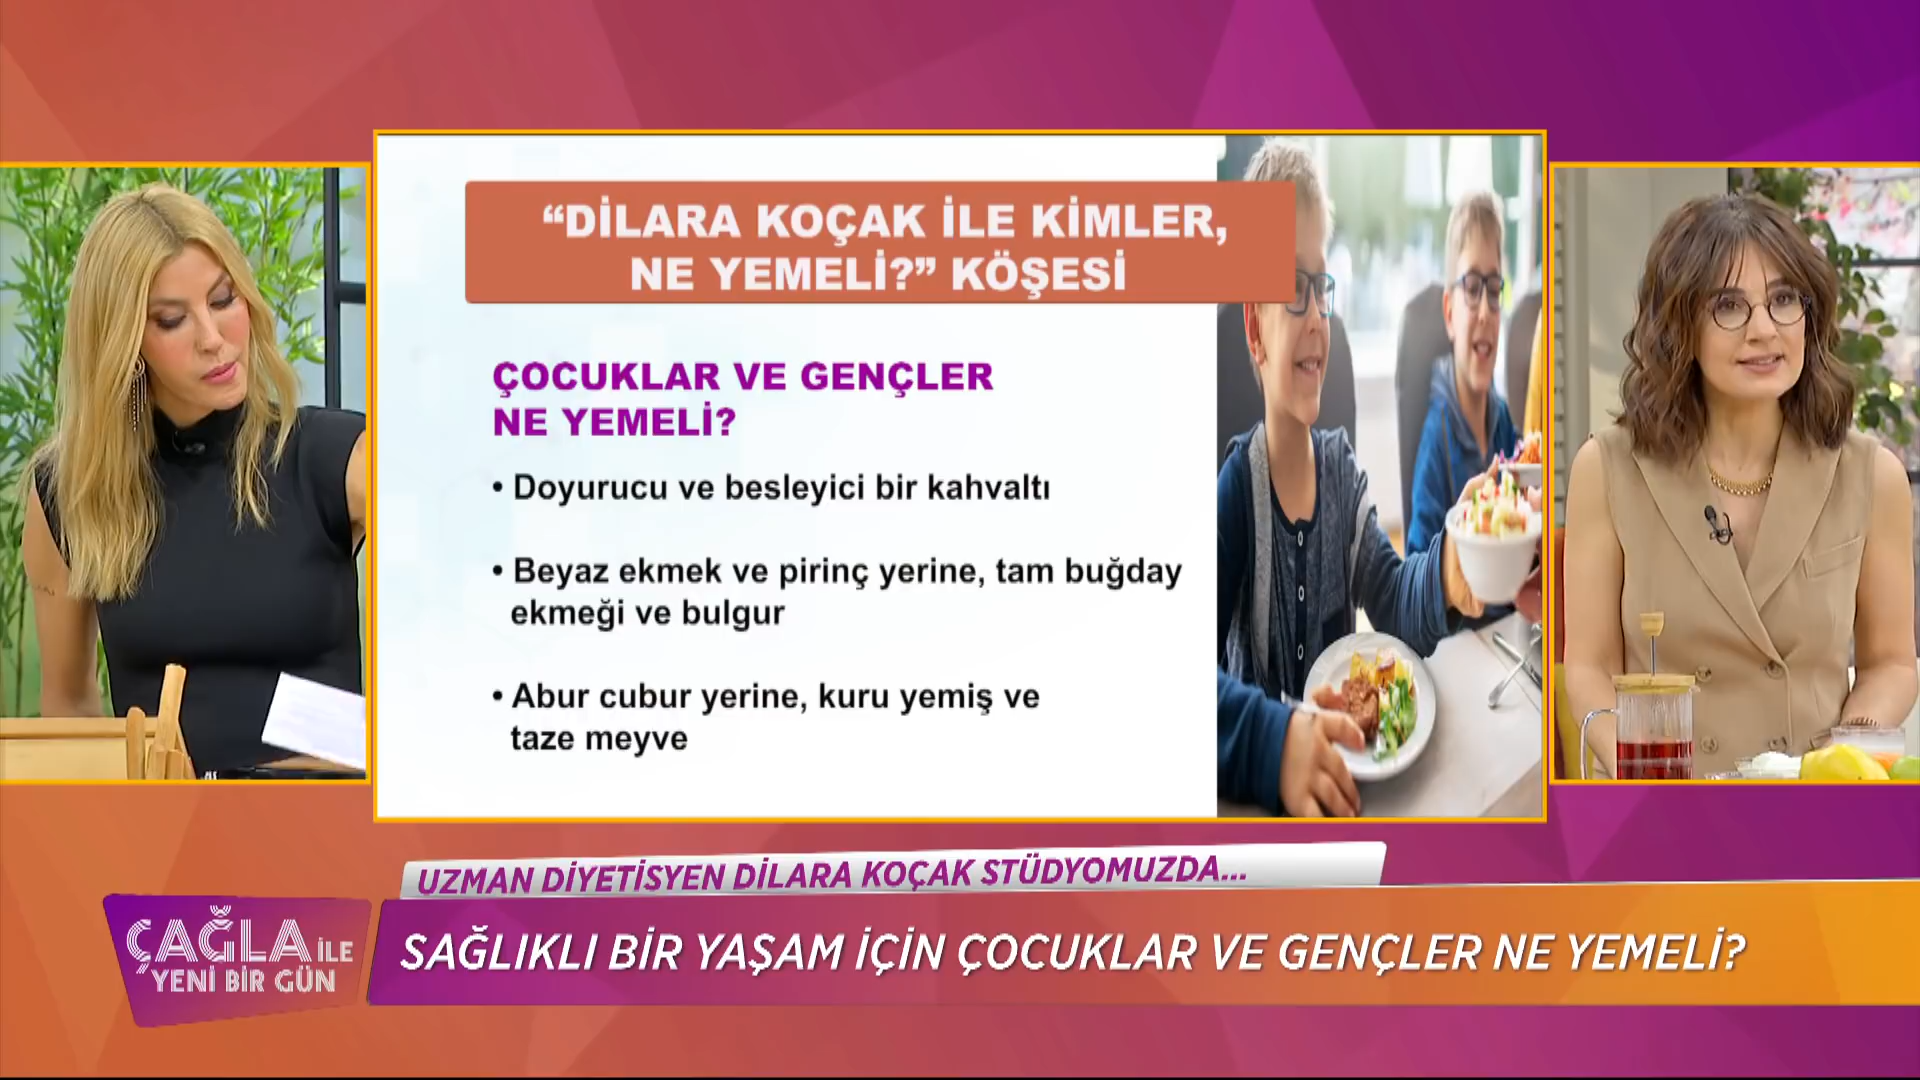 “DİLARA KOÇAK İLE KİMLER,
NE YEMELİ?” KÖŞESİ
ÇOCUKLAR VE GENÇLER
NE YEMELİ?
• Doyurucu ve besleyici bir kahvaltı
• Beyaz ekmek ve pirinç yerine, tam buğday
ekmeği ve bulgur
• Abur cubur yerine, kuru yemiş ve
taze meyve
UZMAN DİYETİSYEN DİLARA KOÇAK STÜDYOMUZDA...
ÇAĞLA İLE
YENİ BİR GÜN
SAĞLIKLI BİR YAŞAM İÇİN ÇOCUKLAR VE GENÇLER NE YEMELİ?